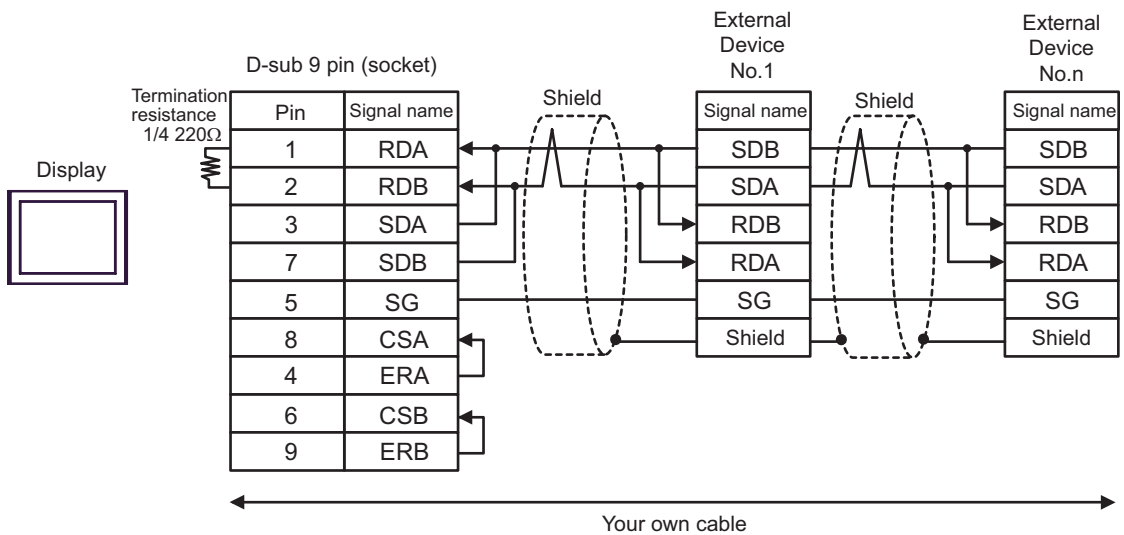 External
Device
No.1
External
Device
No.n
D-sub 9 pin (socket)
Termination
resistance
1/4 220Ω
Display
Shield
Shield
Pin Signal name
1 RDA
2 RDB
3 SDA
7 SDB
5 SG
8 CSA
4 ERA
6 CSB
9 ERB
Signal name
SDB
SDA
RDB
RDA
SG
Shield
Signal name
SDB
SDA
RDB
RDA
SG
Shield
Your own cable